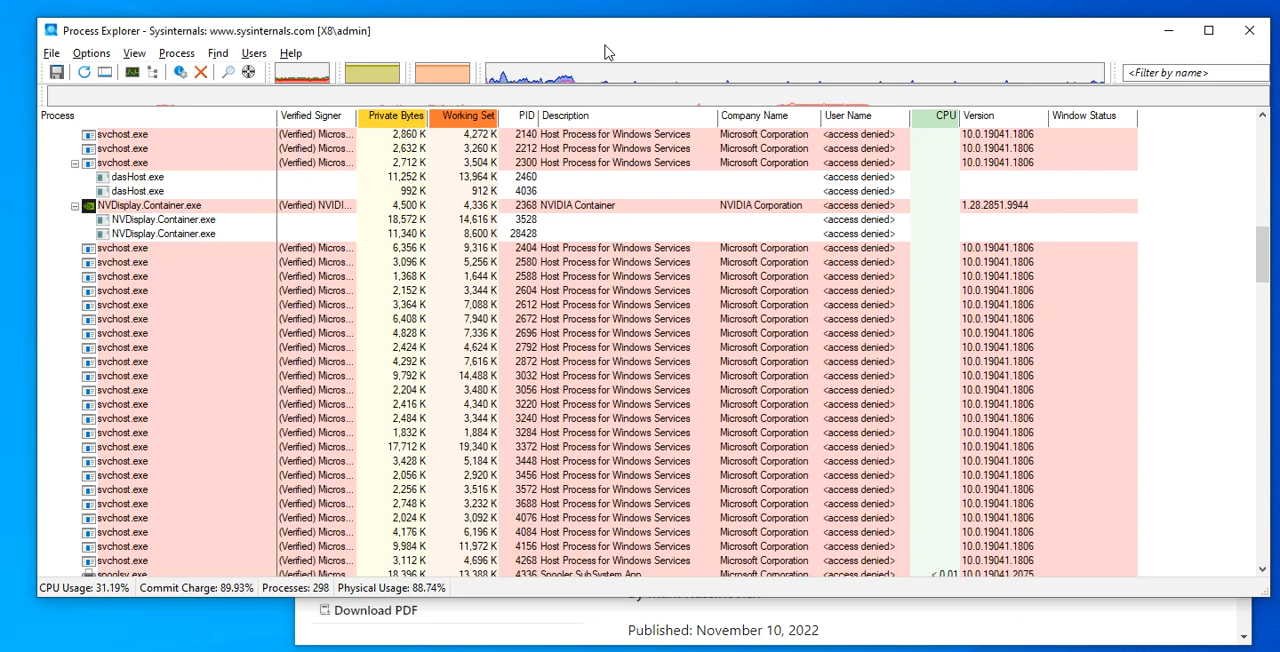 Process Explorer - Sysinternals: www.sysinternals.com [X8\admin]
File Options View Process Find Users Help
<Filter by name>
Process Verified Signer Private Bytes Working Set PID Description Company Name User Name CPU Version Window Status
svchost.exe (Verified) Micros... 2,860 K 4,272 K 2140 Host Process for Windows Services Microsoft Corporation <access denied> 10.0.19041.1806
svchost.exe (Verified) Micros... 2,632 K 3,260 K 2212 Host Process for Windows Services Microsoft Corporation <access denied> 10.0.19041.1806
svchost.exe (Verified) Micros... 2,712 K 3,504 K 2300 Host Process for Windows Services Microsoft Corporation <access denied> 10.0.19041.1806
dasHost.exe 11,252 K 13,964 K 2460 <access denied>
dasHost.exe 992 K 912 K 4036 <access denied>
NVDisplay.Container.exe (Verified) NVIDI... 4,500 K 4,336 K 2368 NVIDIA Container NVIDIA Corporation <access denied> 1.28.2851.9944
NVDisplay.Container.exe 18,572 K 14,616 K 3528 <access denied>
NVDisplay.Container.exe 11,340 K 8,600 K 28428 <access denied>
svchost.exe (Verified) Micros... 6,356 K 9,316 K 2404 Host Process for Windows Services Microsoft Corporation <access denied> 10.0.19041.1806
svchost.exe (Verified) Micros... 3,096 K 5,256 K 2580 Host Process for Windows Services Microsoft Corporation <access denied> 10.0.19041.1806
svchost.exe (Verified) Micros... 1,368 K 1,644 K 2588 Host Process for Windows Services Microsoft Corporation <access denied> 10.0.19041.1806
svchost.exe (Verified) Micros... 2,152 K 3,344 K 2604 Host Process for Windows Services Microsoft Corporation <access denied> 10.0.19041.1806
svchost.exe (Verified) Micros... 3,364 K 7,088 K 2612 Host Process for Windows Services Microsoft Corporation <access denied> 10.0.19041.1806
svchost.exe (Verified) Micros... 6,408 K 7,940 K 2672 Host Process for Windows Services Microsoft Corporation <access denied> 10.0.19041.1806
svchost.exe (Verified) Micros... 4,828 K 7,336 K 2696 Host Process for Windows Services Microsoft Corporation <access denied> 10.0.19041.1806
svchost.exe (Verified) Micros... 2,424 K 4,624 K 2792 Host Process for Windows Services Microsoft Corporation <access denied> 10.0.19041.1806
svchost.exe (Verified) Micros... 4,292 K 7,616 K 2872 Host Process for Windows Services Microsoft Corporation <access denied> 10.0.19041.1806
svchost.exe (Verified) Micros... 9,792 K 14,488 K 3032 Host Process for Windows Services Microsoft Corporation <access denied> 10.0.19041.1806
svchost.exe (Verified) Micros... 2,204 K 3,480 K 3056 Host Process for Windows Services Microsoft Corporation <access denied> 10.0.19041.1806
svchost.exe (Verified) Micros... 2,416 K 4,340 K 3220 Host Process for Windows Services Microsoft Corporation <access denied> 10.0.19041.1806
svchost.exe (Verified) Micros... 2,484 K 3,344 K 3240 Host Process for Windows Services Microsoft Corporation <access denied> 10.0.19041.1806
svchost.exe (Verified) Micros... 1,832 K 1,884 K 3284 Host Process for Windows Services Microsoft Corporation <access denied> 10.0.19041.1806
svchost.exe (Verified) Micros... 17,712 K 19,340 K 3372 Host Process for Windows Services Microsoft Corporation <access denied> 10.0.19041.1806
svchost.exe (Verified) Micros... 3,428 K 5,184 K 3448 Host Process for Windows Services Microsoft Corporation <access denied> 10.0.19041.1806
svchost.exe (Verified) Micros... 2,056 K 2,920 K 3456 Host Process for Windows Services Microsoft Corporation <access denied> 10.0.19041.1806
svchost.exe (Verified) Micros... 2,256 K 3,516 K 3572 Host Process for Windows Services Microsoft Corporation <access denied> 10.0.19041.1806
svchost.exe (Verified) Micros... 2,748 K 3,232 K 3688 Host Process for Windows Services Microsoft Corporation <access denied> 10.0.19041.1806
svchost.exe (Verified) Micros... 2,024 K 3,092 K 4076 Host Process for Windows Services Microsoft Corporation <access denied> 10.0.19041.1806
svchost.exe (Verified) Micros... 4,176 K 6,196 K 4084 Host Process for Windows Services Microsoft Corporation <access denied> 10.0.19041.1806
svchost.exe (Verified) Micros... 9,984 K 11,972 K 4156 Host Process for Windows Services Microsoft Corporation <access denied> 10.0.19041.1806
svchost.exe (Verified) Micros... 3,112 K 4,696 K 4268 Host Process for Windows Services Microsoft Corporation <access denied> 10.0.19041.1806
spoolsv.exe (Verified) Micros... 18,396 K 13,388 K 4336 Spooler SubSystem App Microsoft Corporation <access denied> < 0.01 10.0.19041.2075
CPU Usage: 31.19% Commit Charge: 89.93% Processes: 298 Physical Usage: 88.74%
Download PDF
Published: November 10, 2022